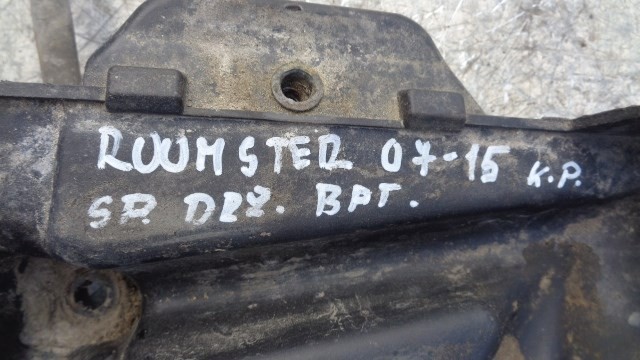 ROOMSTER 07-15 K.P.
SP. DRŽ. BPT.